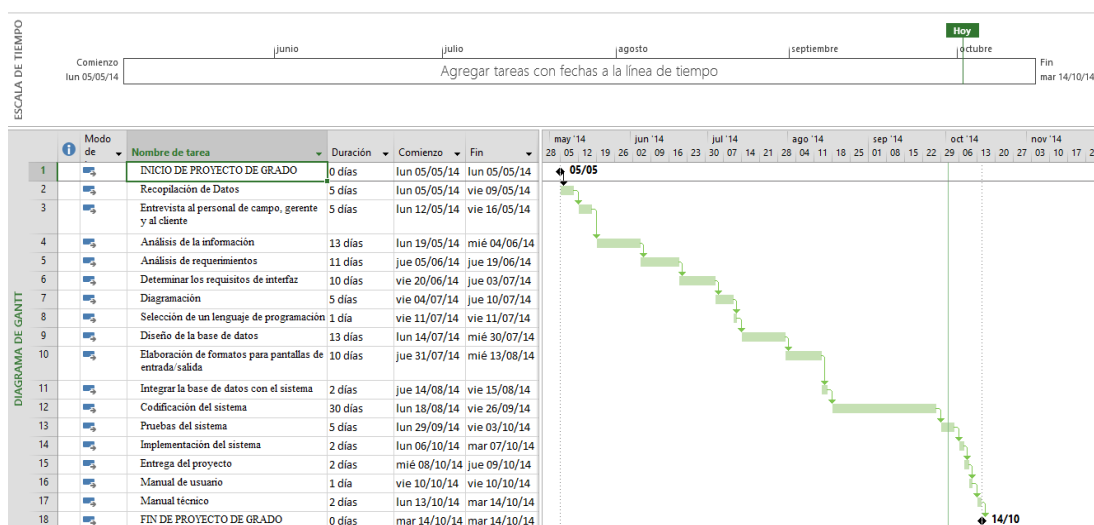 ESCALA DE TIEMPO
Hoy
junio julio agosto septiembre octubre
Comienzo
lun 05/05/14
Agregar tareas con fechas a la línea de tiempo
Fin
mar 14/10/14
DIAGRAMA DE GANTT
Modo de Nombre de tarea Duración Comienzo Fin
may '14 jun '14 jul '14 ago '14 sep '14 oct '14 nov '14
28 05 12 19 26 02 09 16 23 30 07 14 21 28 04 11 18 25 01 08 15 22 29 06 13 20 27 03 10 17
1 INICIO DE PROYECTO DE GRADO 0 días lun 05/05/14 lun 05/05/14
05/05
2 Recopilación de Datos 5 días lun 05/05/14 vie 09/05/14
3 Entrevista al personal de campo, gerente y al cliente 5 días lun 12/05/14 vie 16/05/14
4 Análisis de la información 13 días lun 19/05/14 mié 04/06/14
5 Análisis de requerimientos 11 días jue 05/06/14 jue 19/06/14
6 Determinar los requisitos de interfaz 10 días vie 20/06/14 jue 03/07/14
7 Diagramación 5 días vie 04/07/14 jue 10/07/14
8 Selección de un lenguaje de programación 1 día vie 11/07/14 vie 11/07/14
9 Diseño de la base de datos 13 días lun 14/07/14 mié 30/07/14
10 Elaboración de formatos para pantallas de entrada/salida 10 días jue 31/07/14 mié 13/08/14
11 Integrar la base de datos con el sistema 2 días jue 14/08/14 vie 15/08/14
12 Codificación del sistema 30 días lun 18/08/14 vie 26/09/14
13 Pruebas del sistema 5 días lun 29/09/14 vie 03/10/14
14 Implementación del sistema 2 días lun 06/10/14 mar 07/10/14
15 Entrega del proyecto 2 días mié 08/10/14 jue 09/10/14
16 Manual de usuario 1 día vie 10/10/14 vie 10/10/14
17 Manual técnico 2 días lun 13/10/14 mar 14/10/14
18 FIN DE PROYECTO DE GRADO 0 días mar 14/10/14 mar 14/10/14
14/10